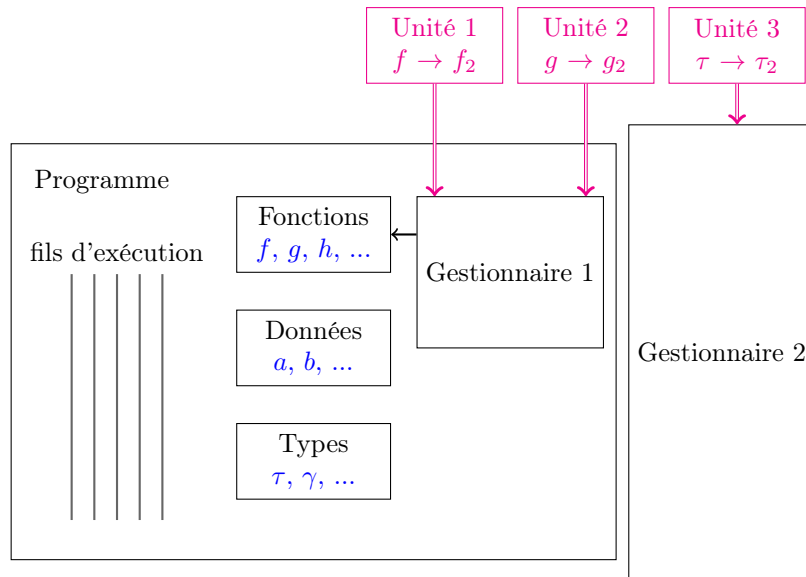 Unité 1
f → f₂
Unité 2
g → g₂
Unité 3
τ → τ₂
Programme
fils d'exécution
Fonctions
f, g, h, ...
Gestionnaire 1
Données
a, b, ...
Types
τ, γ, ...
Gestionnaire 2